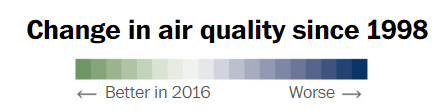 Change in air quality since 1998
← Better in 2016 Worse →